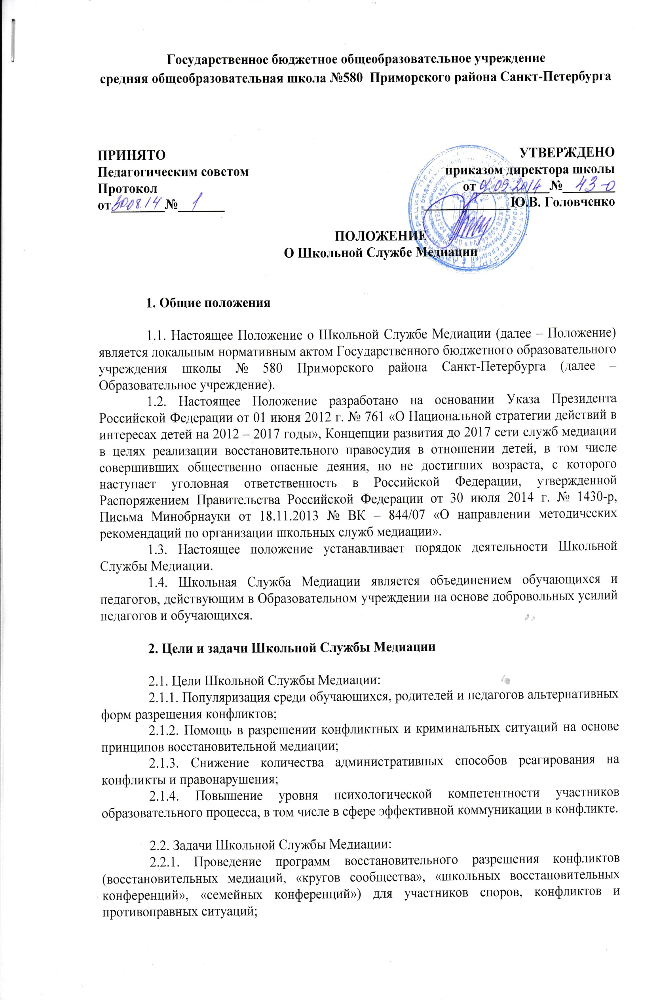 Государственное бюджетное общеобразовательное учреждение
средняя общеобразовательная школа №580 Приморского района Санкт-Петербурга
ПРИНЯТО
Педагогическим советом
Протокол
от 30.08.14 № 1
УТВЕРЖДЕНО
приказом директора школы
от 01.09.2014 № 43-о
Ю.В. Головченко
ПОЛОЖЕНИЕ
О Школьной Службе Медиации
1. Общие положения
1.1. Настоящее Положение о Школьной Службе Медиации (далее – Положение)
является локальным нормативным актом Государственного бюджетного образовательного
учреждения школы № 580 Приморского района Санкт-Петербурга (далее –
Образовательное учреждение).
1.2. Настоящее Положение разработано на основании Указа Президента
Российской Федерации от 01 июня 2012 г. № 761 «О Национальной стратегии действий в
интересах детей на 2012 – 2017 годы», Концепции развития до 2017 сети служб медиации
в целях реализации восстановительного правосудия в отношении детей, в том числе
совершивших общественно опасные деяния, но не достигших возраста, с которого
наступает уголовная ответственность в Российской Федерации, утвержденной
Распоряжением Правительства Российской Федерации от 30 июля 2014 г. № 1430-р,
Письма Минобрнауки от 18.11.2013 № ВК – 844/07 «О направлении методических
рекомендаций по организации школьных служб медиации».
1.3. Настоящее положение устанавливает порядок деятельности Школьной
Службы Медиации.
1.4. Школьная Служба Медиации является объединением обучающихся и
педагогов, действующим в Образовательном учреждении на основе добровольных усилий
педагогов и обучающихся.
2. Цели и задачи Школьной Службы Медиации
2.1. Цели Школьной Службы Медиации:
2.1.1. Популяризация среди обучающихся, родителей и педагогов альтернативных
форм разрешения конфликтов;
2.1.2. Помощь в разрешении конфликтных и криминальных ситуаций на основе
принципов восстановительной медиации;
2.1.3. Снижение количества административных способов реагирования на
конфликты и правонарушения;
2.1.4. Повышение уровня психологической компетентности участников
образовательного процесса, в том числе в сфере эффективной коммуникации в конфликте.
2.2. Задачи Школьной Службы Медиации:
2.2.1. Проведение программ восстановительного разрешения конфликтов
(восстановительных медиаций, «кругов сообщества», «школьных восстановительных
конференций», «семейных конференций») для участников споров, конфликтов и
противоправных ситуаций;